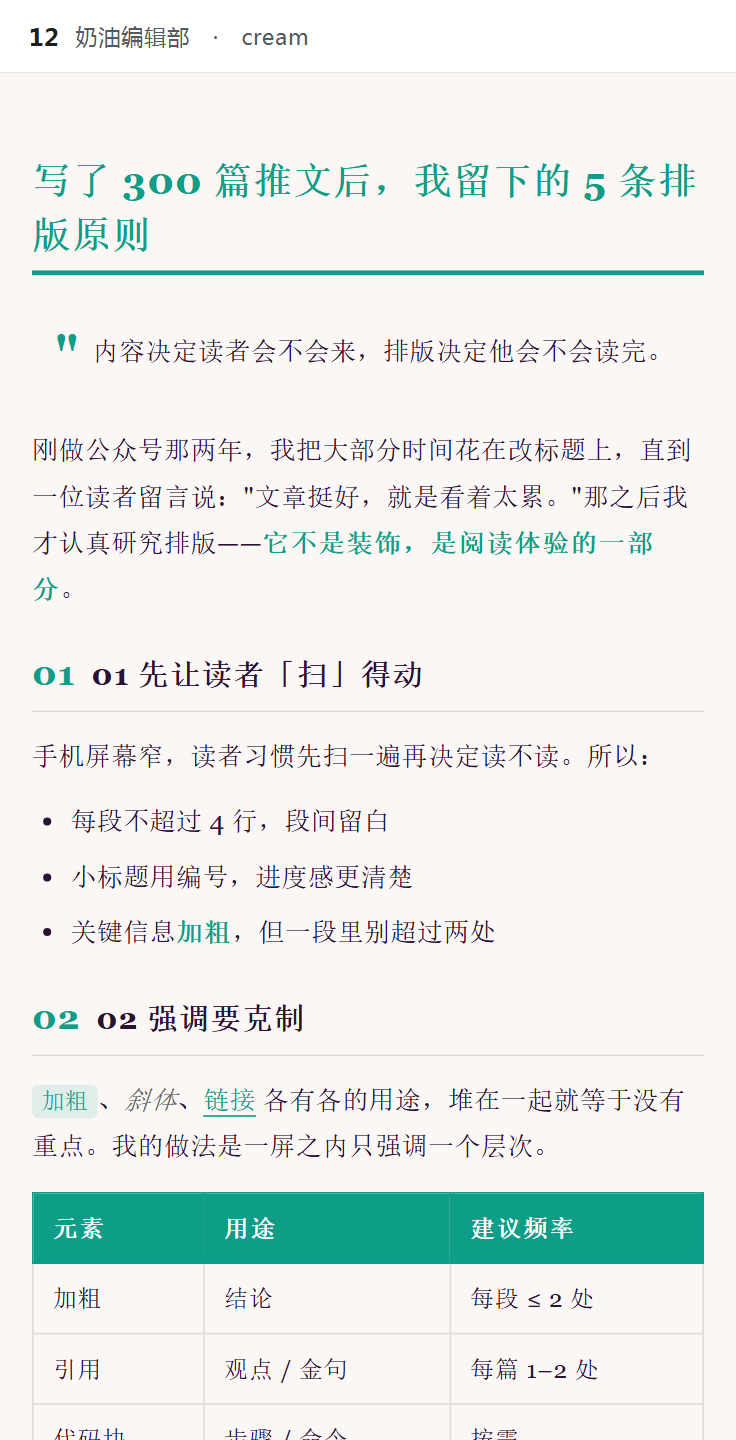 12 奶油编辑部 · cream
写了 300 篇推文后，我留下的 5 条排
版原则
" 内容决定读者会不会来，排版决定他会不会读完。
刚做公众号那两年，我把大部分时间花在改标题上，直到
一位读者留言说："文章挺好，就是看着太累。"那之后我
才认真研究排版——它不是装饰，是阅读体验的一部
分。
01 01 先让读者「扫」得动
手机屏幕窄，读者习惯先扫一遍再决定读不读。所以：
• 每段不超过 4 行，段间留白
• 小标题用编号，进度感更清楚
• 关键信息加粗，但一段里别超过两处
02 02 强调要克制
加粗、斜体、链接 各有各的用途，堆在一起就等于没有
重点。我的做法是一屏之内只强调一个层次。
元素 用途 建议频率
加粗 结论 每段 ≤ 2 处
引用 观点 / 金句 每篇 1–2 处
代码块 步骤 / 命令 按需